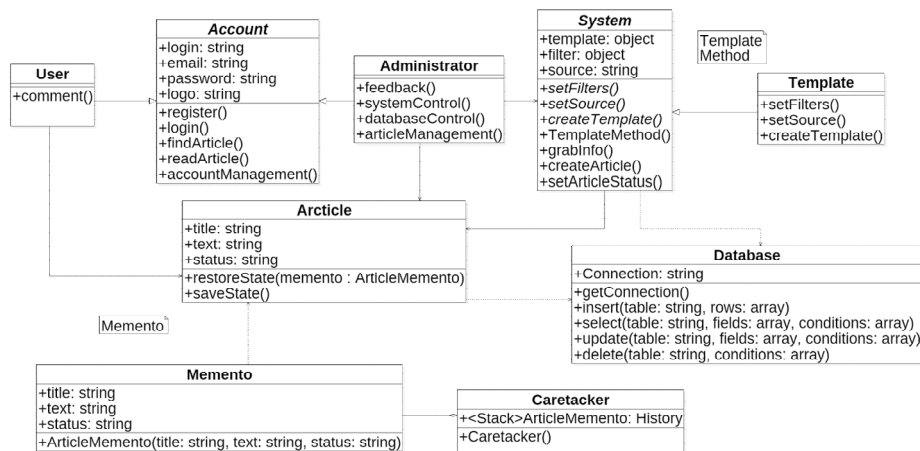 Account
+login: string
+email: string
+password: string
+logo: string
+register()
+login()
+findArticle()
+readArticle()
+accountManagement()
User
+comment()
Administrator
+feedback()
+systemControl()
+databaseControl()
+articleManagement()
System
+template: object
+filter: object
+source: string
+setFilters()
+setSource()
+createTemplate()
+TemplateMethod()
+grabInfo()
+createArticle()
+setArticleStatus()
Template
Method
Template
+setFilters()
+setSource()
+createTemplate()
Arcticle
+title: string
+text: string
+status: string
+restoreState(memento : ArticleMemento)
+saveState()
Database
+Connection: string
+getConnection()
+insert(table: string, rows: array)
+select(table: string, fields: array, conditions: array)
+update(table: string, fields: array, conditions: array)
+delete(table: string, conditions: array)
Memento
Memento
+title: string
+text: string
+status: string
+ArticleMemento(title: string, text: string, status: string)
Caretacker
+<Stack>ArticleMemento: History
+Caretacker()